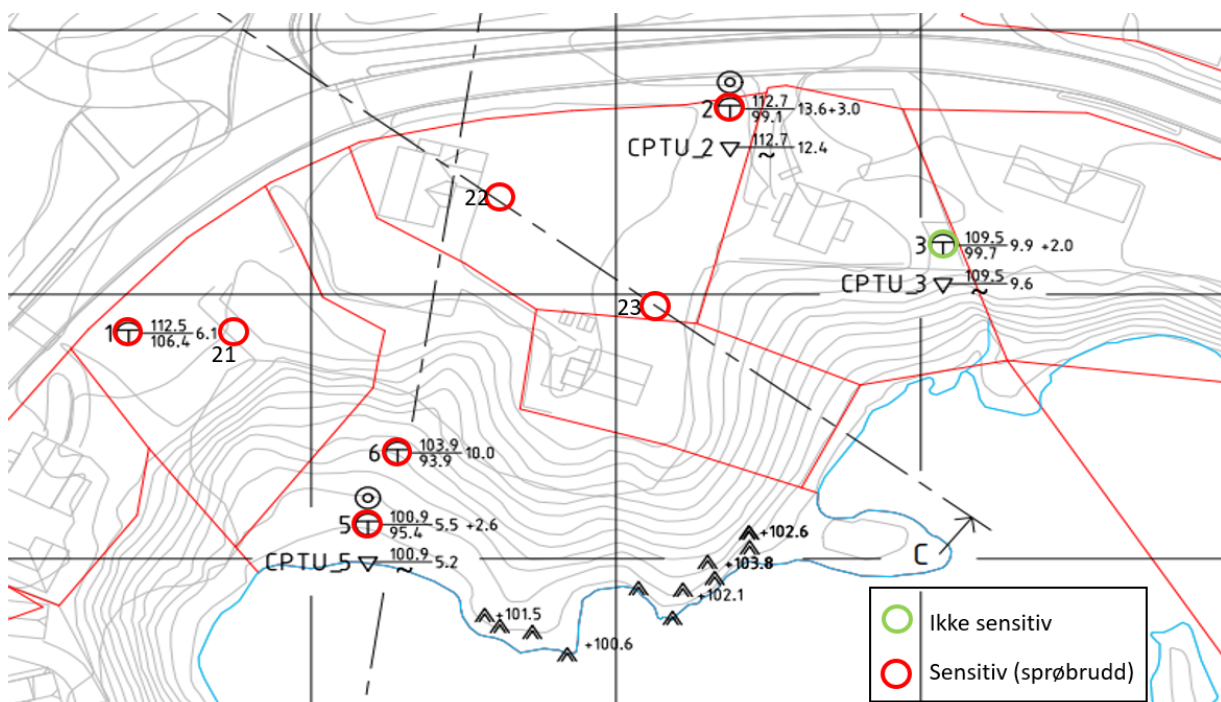 2 112.7 13.6+3.0
99.1
CPTU_2 112.7 12.4
~
22
3 109.5 9.9 +2.0
99.7
CPTU_3 109.5 9.6
~
23
1 112.5 6.1
106.4
21
6 103.9 10.0
93.9
5 100.9 5.5 +2.6
95.4
CPTU_5 100.9 5.2
~
+102.6
+103.8
C
+102.1
+101.5
+100.6
Ikke sensitiv
Sensitiv (sprøbrudd)